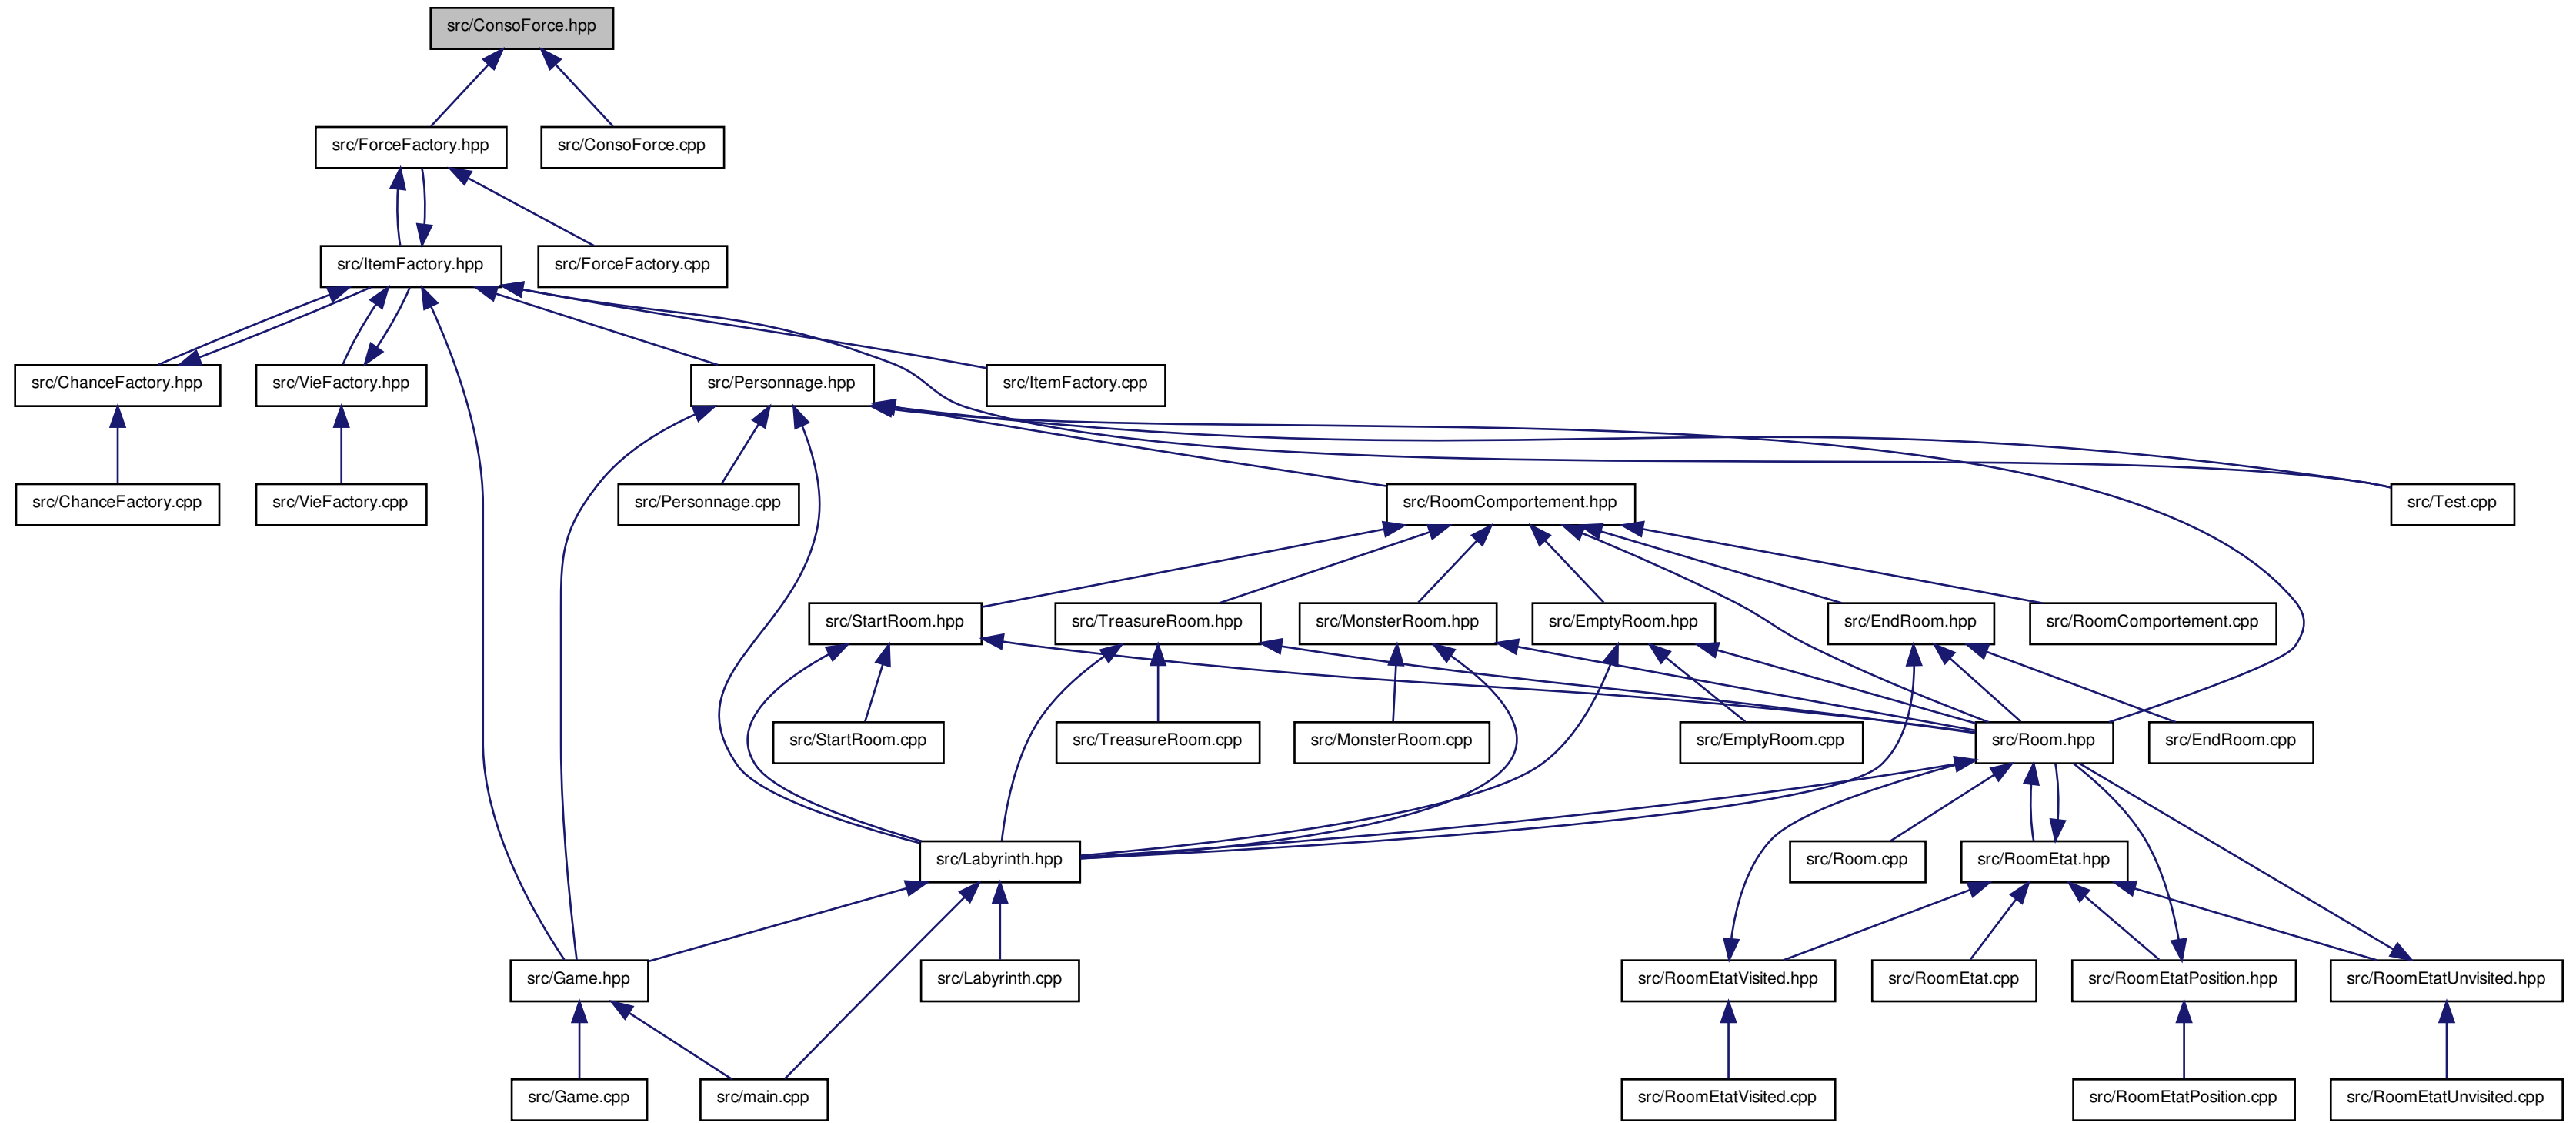 src/ConsoForce.hpp
src/ForceFactory.hpp
src/ConsoForce.cpp
src/ItemFactory.hpp
src/ForceFactory.cpp
src/ChanceFactory.hpp
src/VieFactory.hpp
src/Personnage.hpp
src/ItemFactory.cpp
src/ChanceFactory.cpp
src/VieFactory.cpp
src/Personnage.cpp
src/RoomComportement.hpp
src/Test.cpp
src/StartRoom.hpp
src/TreasureRoom.hpp
src/MonsterRoom.hpp
src/EmptyRoom.hpp
src/EndRoom.hpp
src/RoomComportement.cpp
src/StartRoom.cpp
src/TreasureRoom.cpp
src/MonsterRoom.cpp
src/EmptyRoom.cpp
src/Room.hpp
src/EndRoom.cpp
src/Labyrinth.hpp
src/Room.cpp
src/RoomEtat.hpp
src/Game.hpp
src/Labyrinth.cpp
src/RoomEtatVisited.hpp
src/RoomEtat.cpp
src/RoomEtatPosition.hpp
src/RoomEtatUnvisited.hpp
src/Game.cpp
src/main.cpp
src/RoomEtatVisited.cpp
src/RoomEtatPosition.cpp
src/RoomEtatUnvisited.cpp